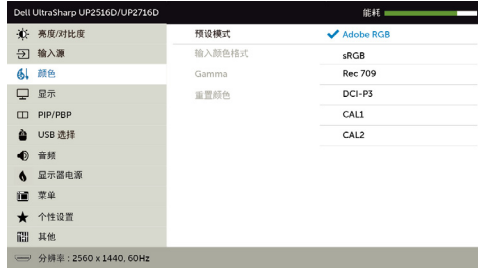 Dell UltraSharp UP2516D/UP2716D
能耗
亮度/对比度
预设模式
Adobe RGB
输入源
输入颜色格式
sRGB
颜色
Gamma
Rec 709
显示
重置颜色
DCI-P3
PIP/PBP
CAL1
USB 选择
CAL2
音频
显示器电源
菜单
个性设置
其他
分辨率 : 2560 x 1440, 60Hz